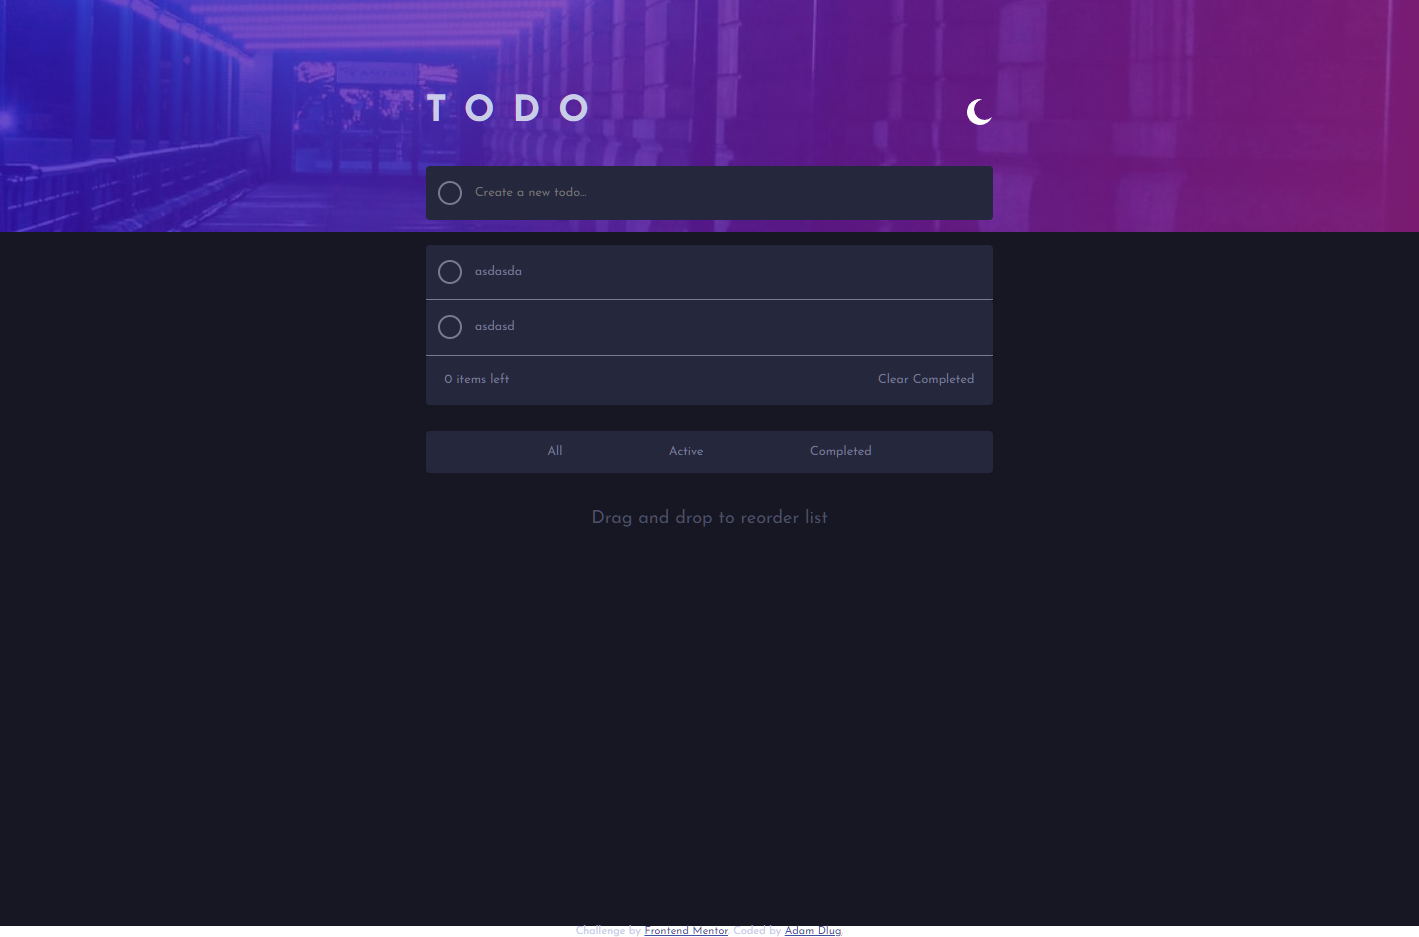 TODO
Create a new todo...
asdasda
asdasd
0 items left Clear Completed
All Active Completed
Drag and drop to reorder list
Challenge by Frontend Mentor. Coded by Adam Dlug.